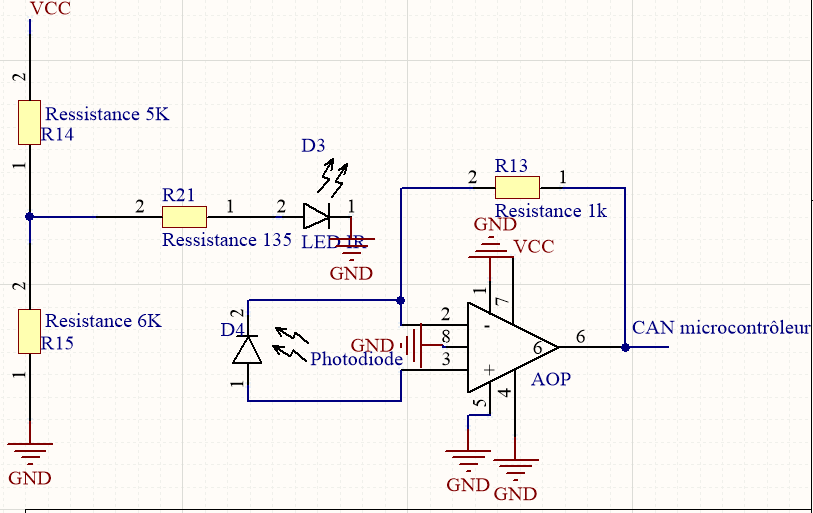 VCC
2
Ressistance 5K
R14
1
D3
R21
2
1
2
1
Ressistance 135
LED IR
GND
R13
2
1
Resistance 1k
GND
VCC
2
Ressistance 6K
R15
1
GND
2
D4
1
Photodiode
GND
1
7
2
-
8
3
+
6
6
5
4
AOP
CAN microcontrôleur
GND
GND